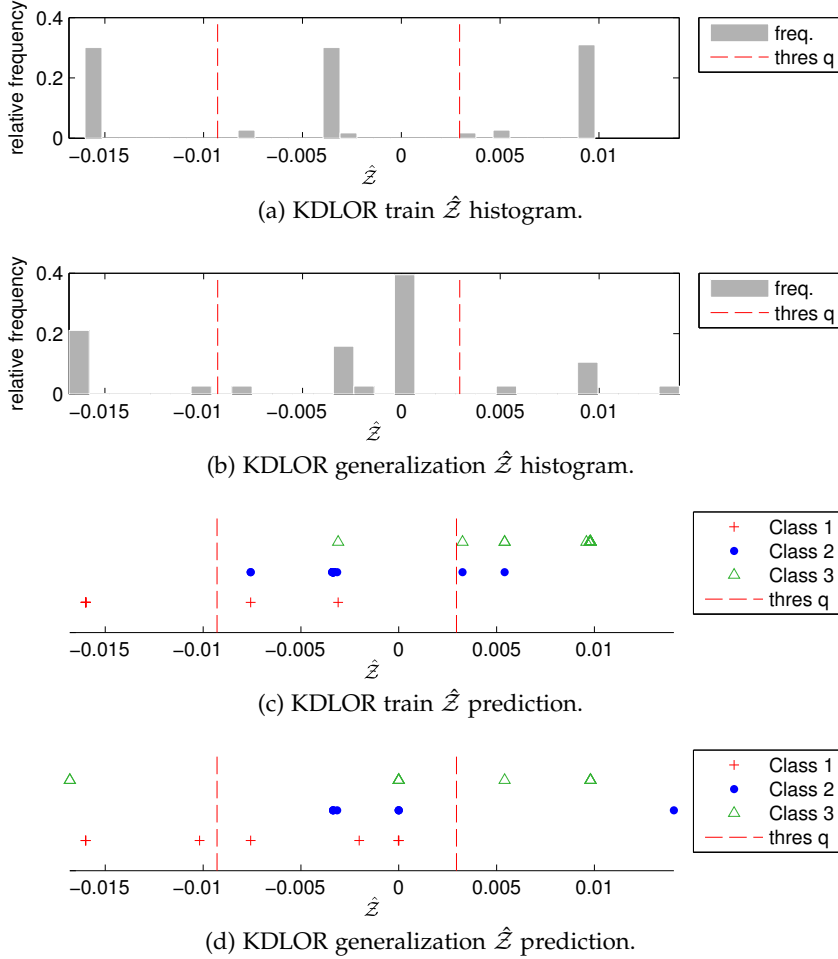 relative frequency
0.4
0.2
0
−0.015 −0.01 −0.005 0 0.005 0.01
𝒵̂
freq.
thres q
(a) KDLOR train 𝒵̂ histogram.
relative frequency
0.4
0.2
0
−0.015 −0.01 −0.005 0 0.005 0.01
𝒵̂
freq.
thres q
(b) KDLOR generalization 𝒵̂ histogram.
−0.015 −0.01 −0.005 0 0.005 0.01
𝒵̂
Class 1
Class 2
Class 3
thres q
(c) KDLOR train 𝒵̂ prediction.
−0.015 −0.01 −0.005 0 0.005 0.01
𝒵̂
Class 1
Class 2
Class 3
thres q
(d) KDLOR generalization 𝒵̂ prediction.